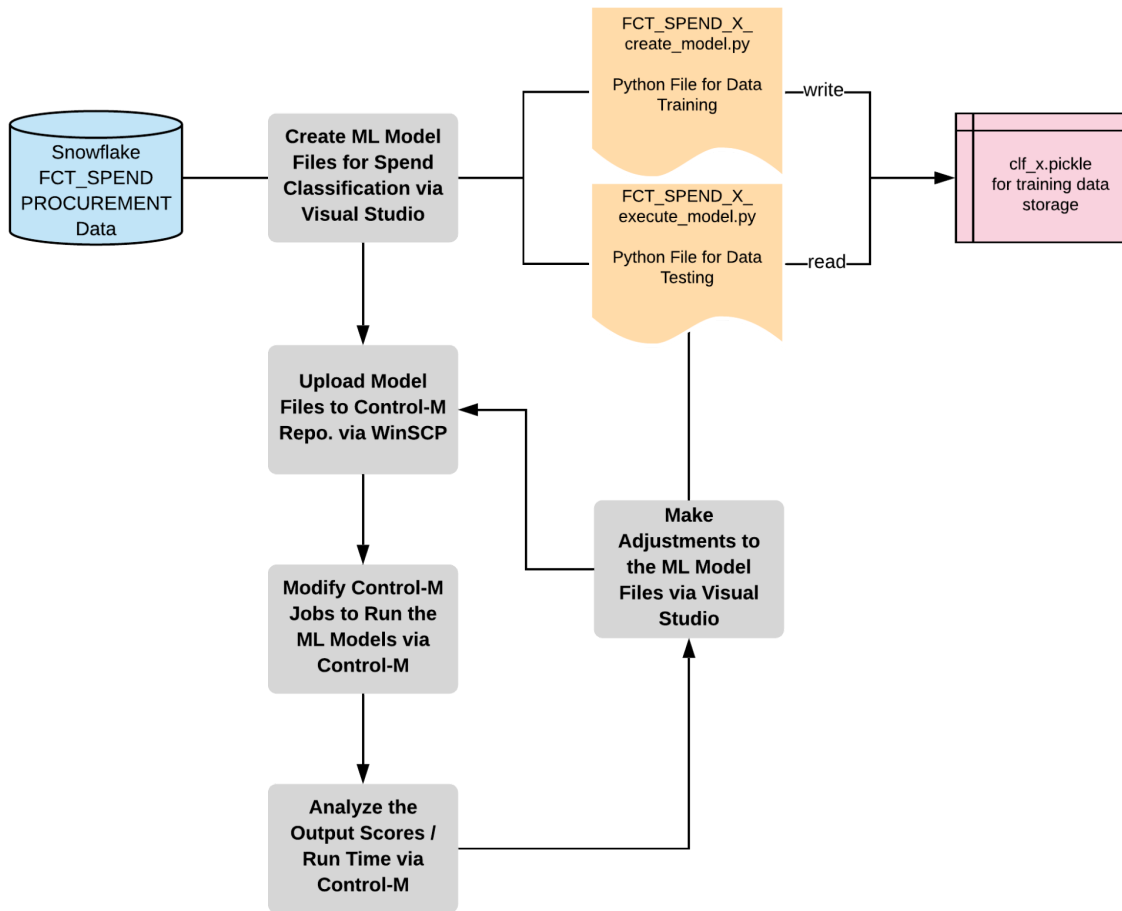 FCT_SPEND_X_
create_model.py
Python File for Data
Training
write
Snowflake
FCT_SPEND
PROCUREMENT
Data
Create ML Model
Files for Spend
Classification via
Visual Studio
clf_x.pickle
for training data
storage
FCT_SPEND_X_
execute_model.py
Python File for Data
Testing
read
Upload Model
Files to Control-M
Repo. via WinSCP
Make
Adjustments to
the ML Model
Files via Visual
Studio
Modify Control-M
Jobs to Run the
ML Models via
Control-M
Analyze the
Output Scores /
Run Time via
Control-M